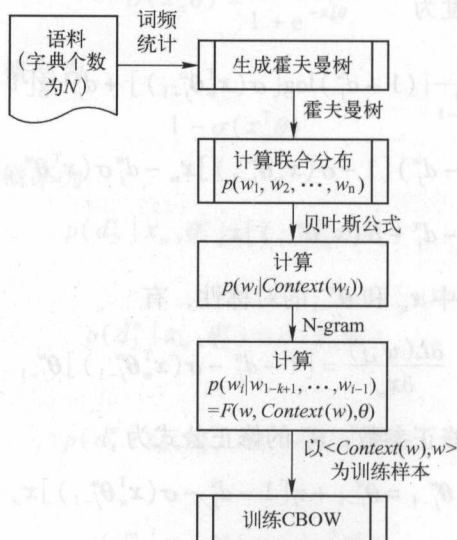 语料
(字典个数
为N)
词频
统计
生成霍夫曼树
霍夫曼树
计算联合分布
p(w₁, w₂, ⋯, wₙ)
贝叶斯公式
计算
p(wᵢ|Context(wᵢ))
N-gram
计算
p(wᵢ|w₁₋ₖ₊₁, ⋯, wᵢ₋₁)
=F(w, Context(w),θ)
以<Context(w),w>
为训练样本
训练CBOW